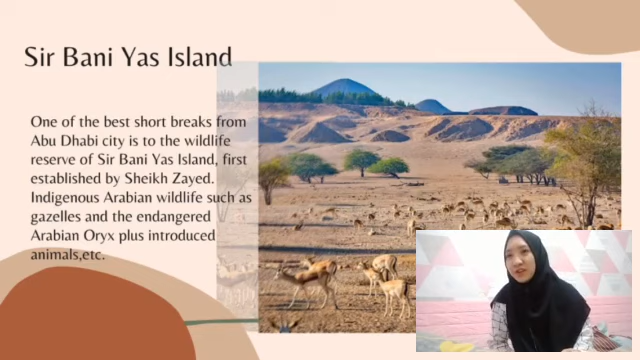 Sir Bani Yas Island
One of the best short breaks from
Abu Dhabi city is to the wildlife
reserve of Sir Bani Yas Island, first
established by Sheikh Zayed.
Indigenous Arabian wildlife such as
gazelles and the endangered
Arabian Oryx plus introduced
animals,etc.